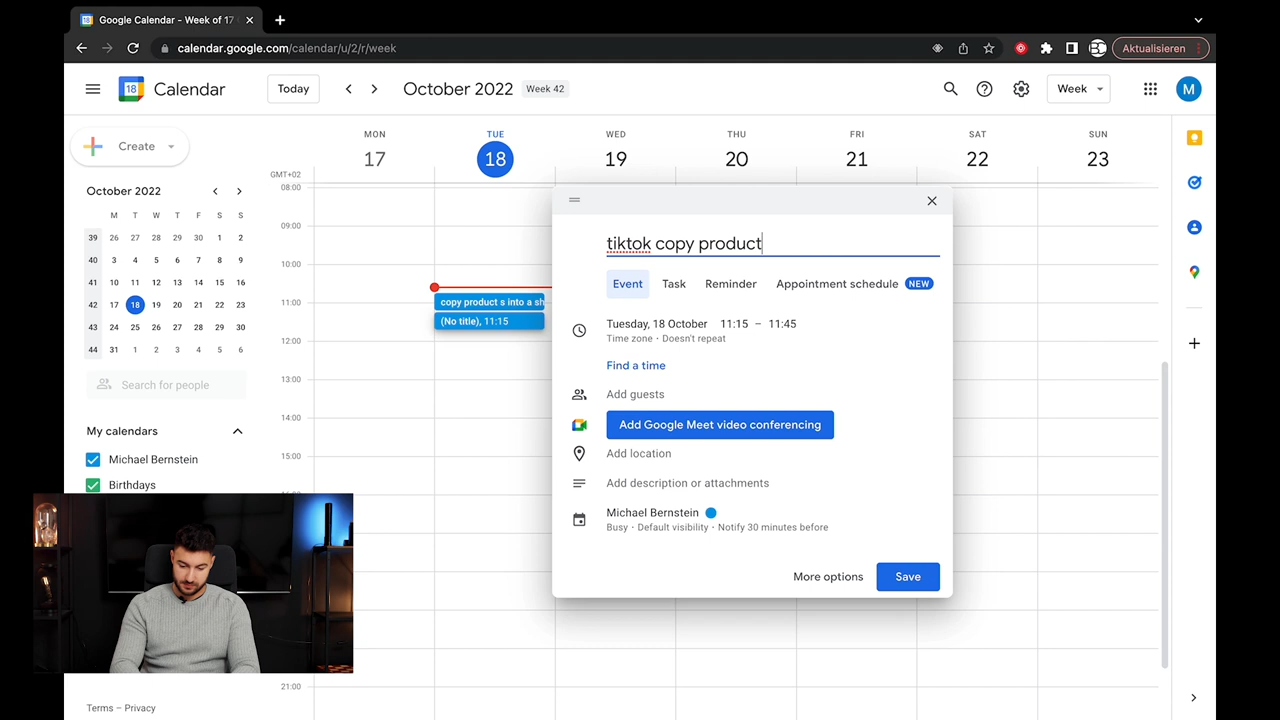 Google Calendar - Week of 17
calendar.google.com/calendar/u/2/r/week
Aktualisieren
18
Calendar
Today
October 2022
Week 42
Week
M
Create
MON
TUE
WED
THU
FRI
SAT
SUN
17
18
19
20
21
22
23
GMT+02
October 2022
M T W T F S S
39 26 27 28 29 30 1 2
40 3 4 5 6 7 8 9
41 10 11 12 13 14 15 16
42 17 18 19 20 21 22 23
43 24 25 26 27 28 29 30
44 31 1 2 3 4 5 6
Search for people
My calendars
Michael Bernstein
Birthdays
Terms – Privacy
08:00
09:00
10:00
11:00
12:00
13:00
14:00
15:00
21:00
copy product s into a sh
(No title), 11:15
tiktok copy product
Event
Task
Reminder
Appointment schedule
NEW
Tuesday, 18 October 11:15 – 11:45
Time zone · Doesn't repeat
Find a time
Add guests
Add Google Meet video conferencing
Add location
Add description or attachments
Michael Bernstein
Busy · Default visibility · Notify 30 minutes before
More options
Save